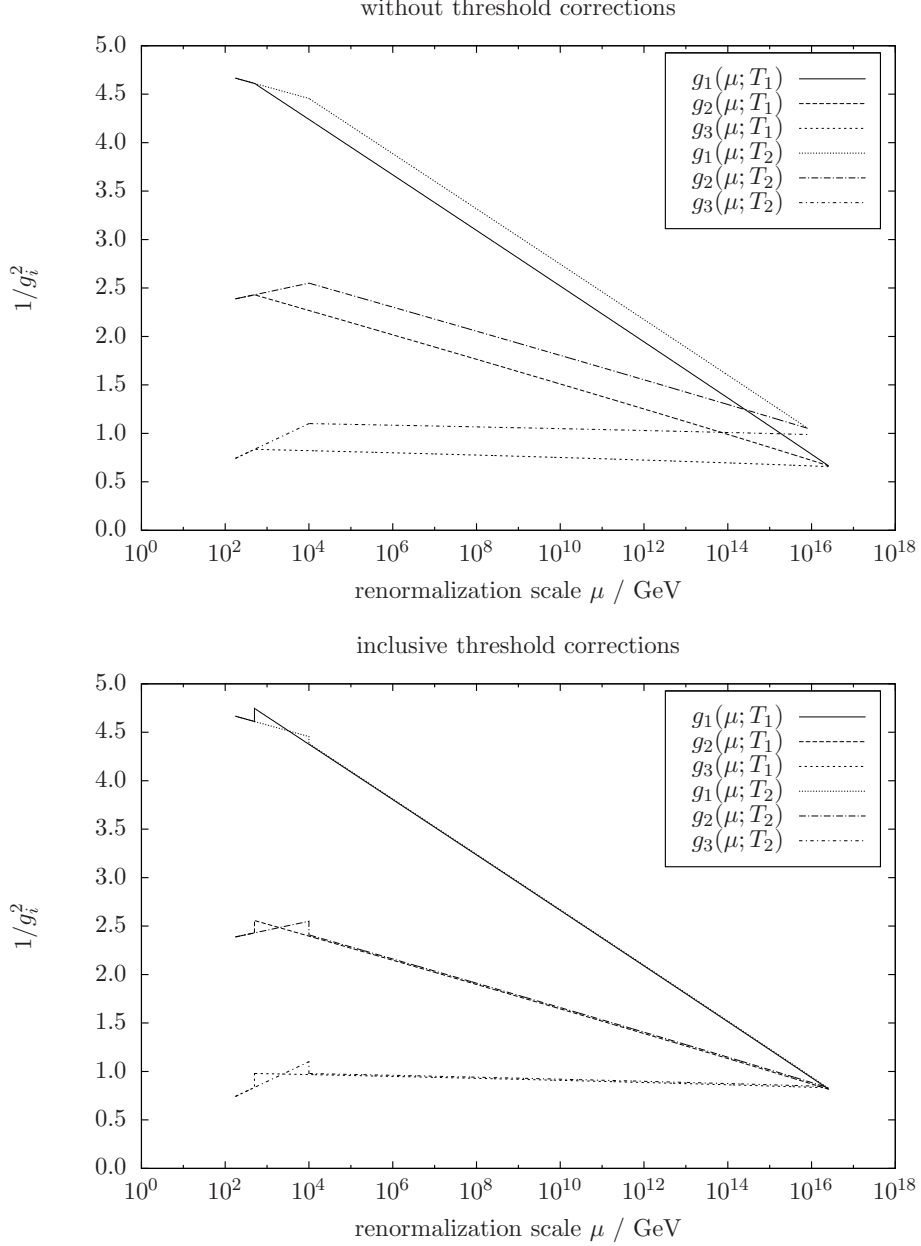 without threshold corrections
5.0
4.5
4.0
3.5
3.0
2.5
2.0
1.5
1.0
0.5
0.0
1/g_i^2
g_1(μ; T_1)
g_2(μ; T_1)
g_3(μ; T_1)
g_1(μ; T_2)
g_2(μ; T_2)
g_3(μ; T_2)
10^0 10^2 10^4 10^6 10^8 10^10 10^12 10^14 10^16 10^18
renormalization scale μ / GeV
inclusive threshold corrections
5.0
4.5
4.0
3.5
3.0
2.5
2.0
1.5
1.0
0.5
0.0
1/g_i^2
g_1(μ; T_1)
g_2(μ; T_1)
g_3(μ; T_1)
g_1(μ; T_2)
g_2(μ; T_2)
g_3(μ; T_2)
10^0 10^2 10^4 10^6 10^8 10^10 10^12 10^14 10^16 10^18
renormalization scale μ / GeV